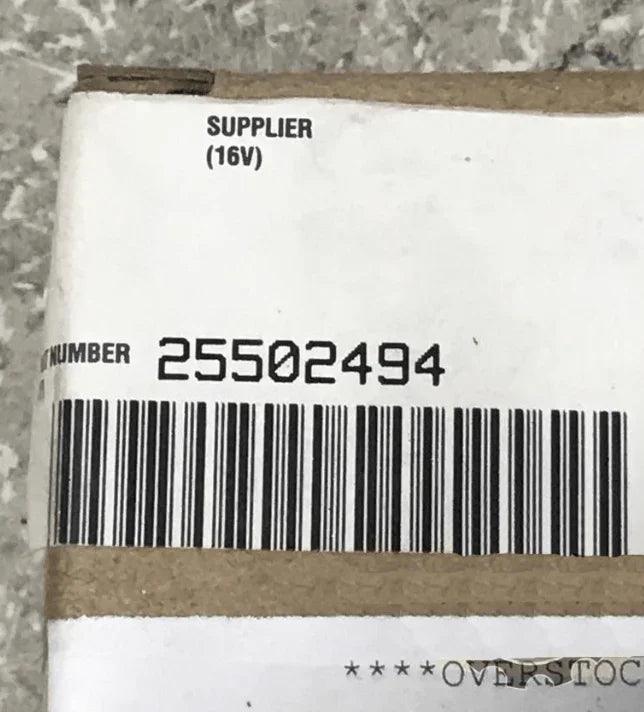 SUPPLIER
(16V)
NUMBER 25502494
****OVERSTOC